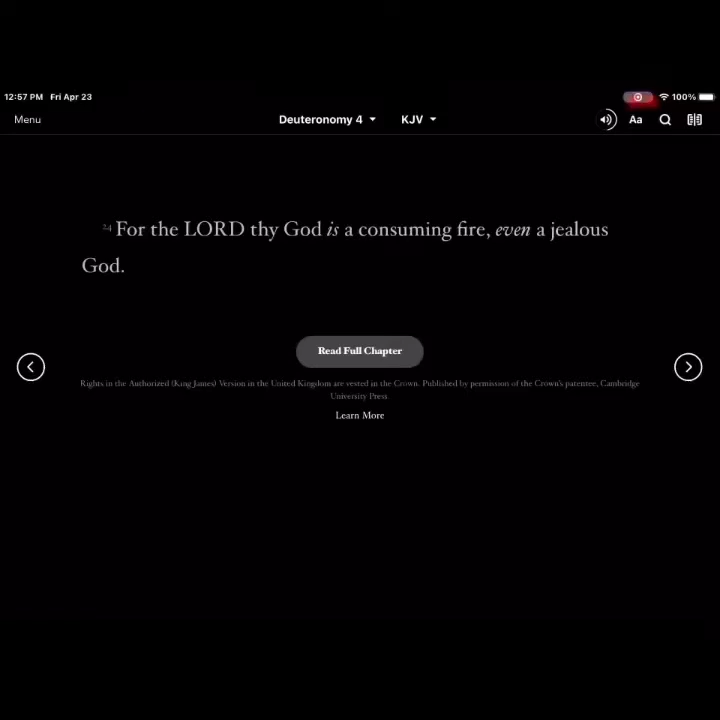 12:57 PM Fri Apr 23
100%
Menu
Deuteronomy 4
KJV
Aa
24 For the LORD thy God is a consuming fire, even a jealous
God.
Read Full Chapter
Rights in the Authorized (King James) Version in the United Kingdom are vested in the Crown. Published by permission of the Crown's patentee, Cambridge
University Press.
Learn More